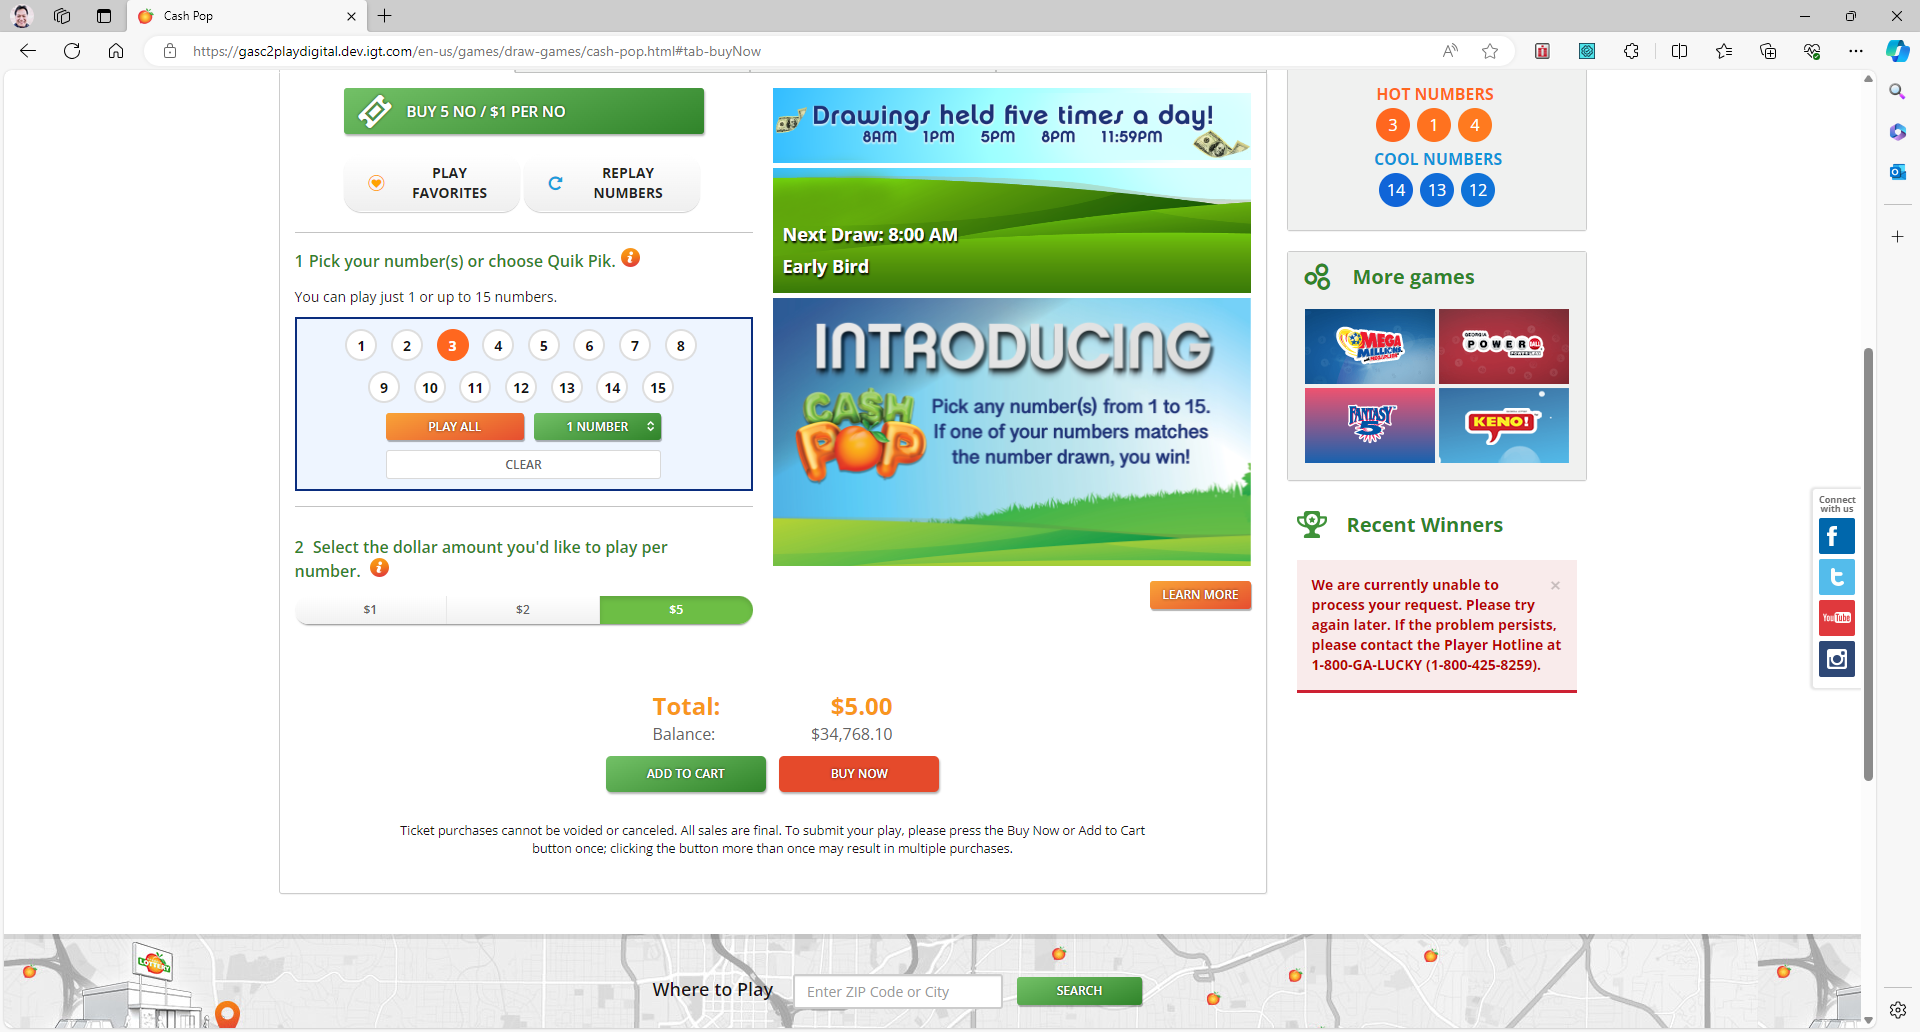 Cash Pop
https://gasc2playdigital.dev.igt.com/en-us/games/draw-games/cash-pop.html#tab-buyNow
BUY 5 NO / $1 PER NO
PLAY FAVORITES
REPLAY NUMBERS
1 Pick your number(s) or choose Quik Pik.
You can play just 1 or up to 15 numbers.
1 2 3 4 5 6 7 8
9 10 11 12 13 14 15
PLAY ALL
1 NUMBER
CLEAR
2 Select the dollar amount you'd like to play per
number.
$1 $2 $5
Drawings held five times a day!
8AM 1PM 5PM 8PM 11:59PM
Next Draw: 8:00 AM
Early Bird
INTRODUCING
CA$H POP
Pick any number(s) from 1 to 15.
If one of your numbers matches
the number drawn, you win!
LEARN MORE
Total: $5.00
Balance: $34,768.10
ADD TO CART
BUY NOW
Ticket purchases cannot be voided or canceled. All sales are final. To submit your play, please press the Buy Now or Add to Cart
button once; clicking the button more than once may result in multiple purchases.
HOT NUMBERS
3 1 4
COOL NUMBERS
14 13 12
More games
MEGA MILLIONS
GEORGIA POWERBALL
FANTASY 5
KENO!
Recent Winners
We are currently unable to
process your request. Please try
again later. If the problem persists,
please contact the Player Hotline at
1-800-GA-LUCKY (1-800-425-8259).
Connect
with us
YouTube
LOTTERY
Where to Play
Enter ZIP Code or City
SEARCH